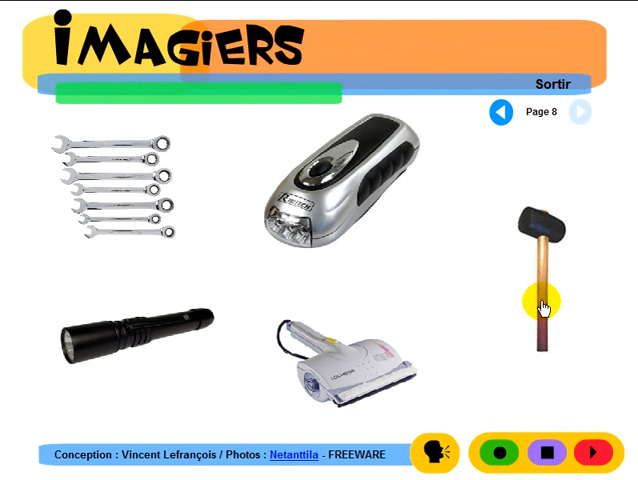 iMAGiERS
Sortir
Page 8
Conception : Vincent Lefrançois / Photos : Netanttila - FREEWARE